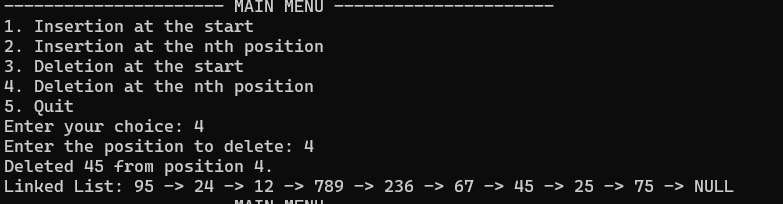 ---------------------- MAIN MENU ----------------------
1. Insertion at the start
2. Insertion at the nth position
3. Deletion at the start
4. Deletion at the nth position
5. Quit
Enter your choice: 4
Enter the position to delete: 4
Deleted 45 from position 4.
Linked List: 95 -> 24 -> 12 -> 789 -> 236 -> 67 -> 45 -> 25 -> 75 -> NULL
MAIN MENU